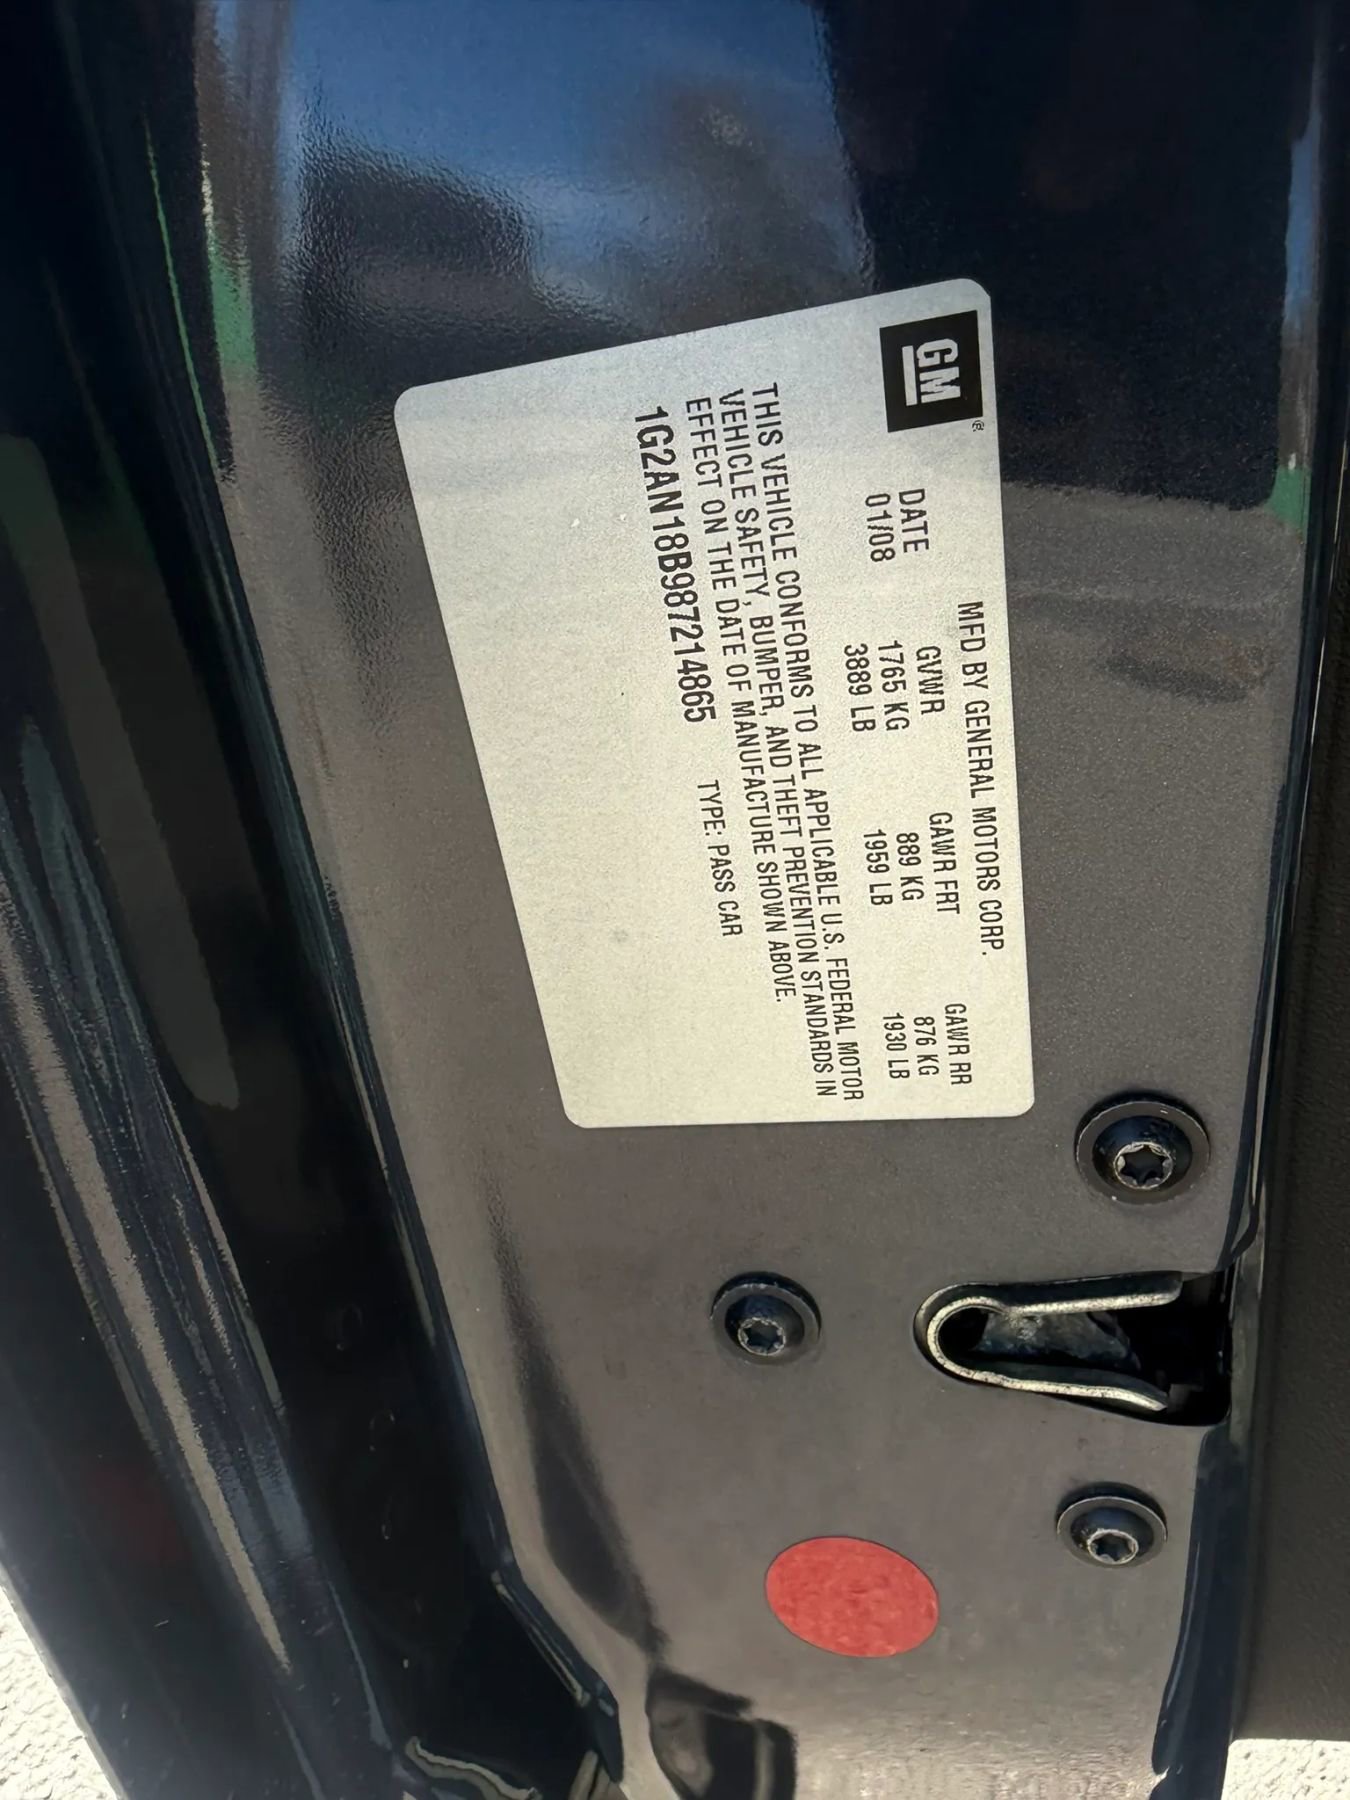 GM®
MFD BY GENERAL MOTORS CORP.
DATE GVWR GAWR FRT GAWR RR
01/08 1765 KG 889 KG 876 KG
3889 LB 1959 LB 1930 LB
THIS VEHICLE CONFORMS TO ALL APPLICABLE U.S. FEDERAL MOTOR
VEHICLE SAFETY, BUMPER, AND THEFT PREVENTION STANDARDS IN
EFFECT ON THE DATE OF MANUFACTURE SHOWN ABOVE.
1G2AN18B987214865 TYPE: PASS CAR